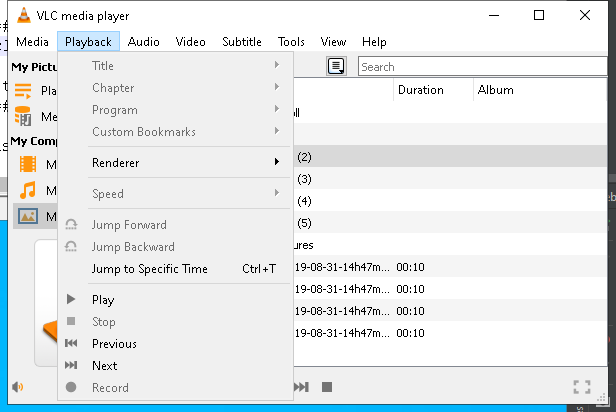 VLC media player
Media Playback Audio Video Subtitle Tools View Help
My Pictu
Search
Title
Chapter
Program
Custom Bookmarks
Renderer
Speed
Jump Forward
Jump Backward
Jump to Specific Time Ctrl+T
Play
Stop
Previous
Next
Record
Pla
Me
My Comp
M
M
M
Duration Album
oll
(2)
(3)
(4)
(5)
ures
19-08-31-14h47m... 00:10
19-08-31-14h47m... 00:10
19-08-31-14h47m... 00:10
19-08-31-14h47m... 00:10